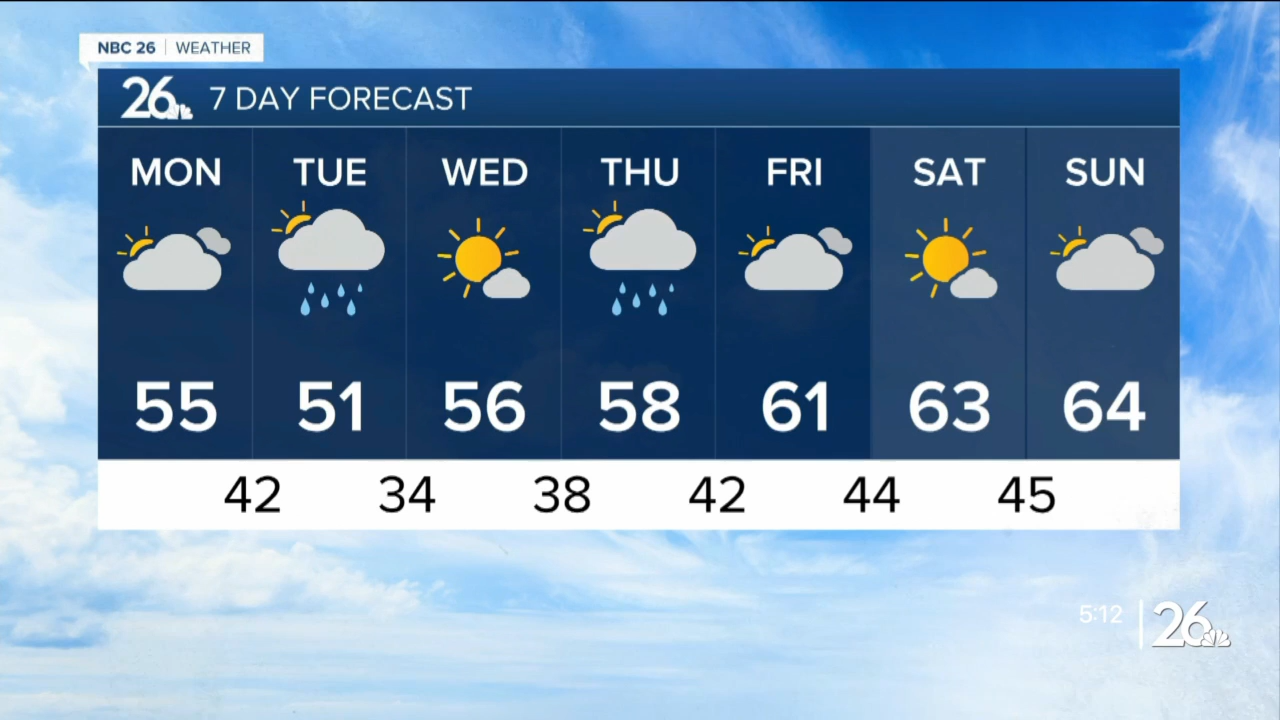 NBC 26 | WEATHER
26 7 DAY FORECAST
MON TUE WED THU FRI SAT SUN
55 51 56 58 61 63 64
42 34 38 42 44 45
5:12 | 26